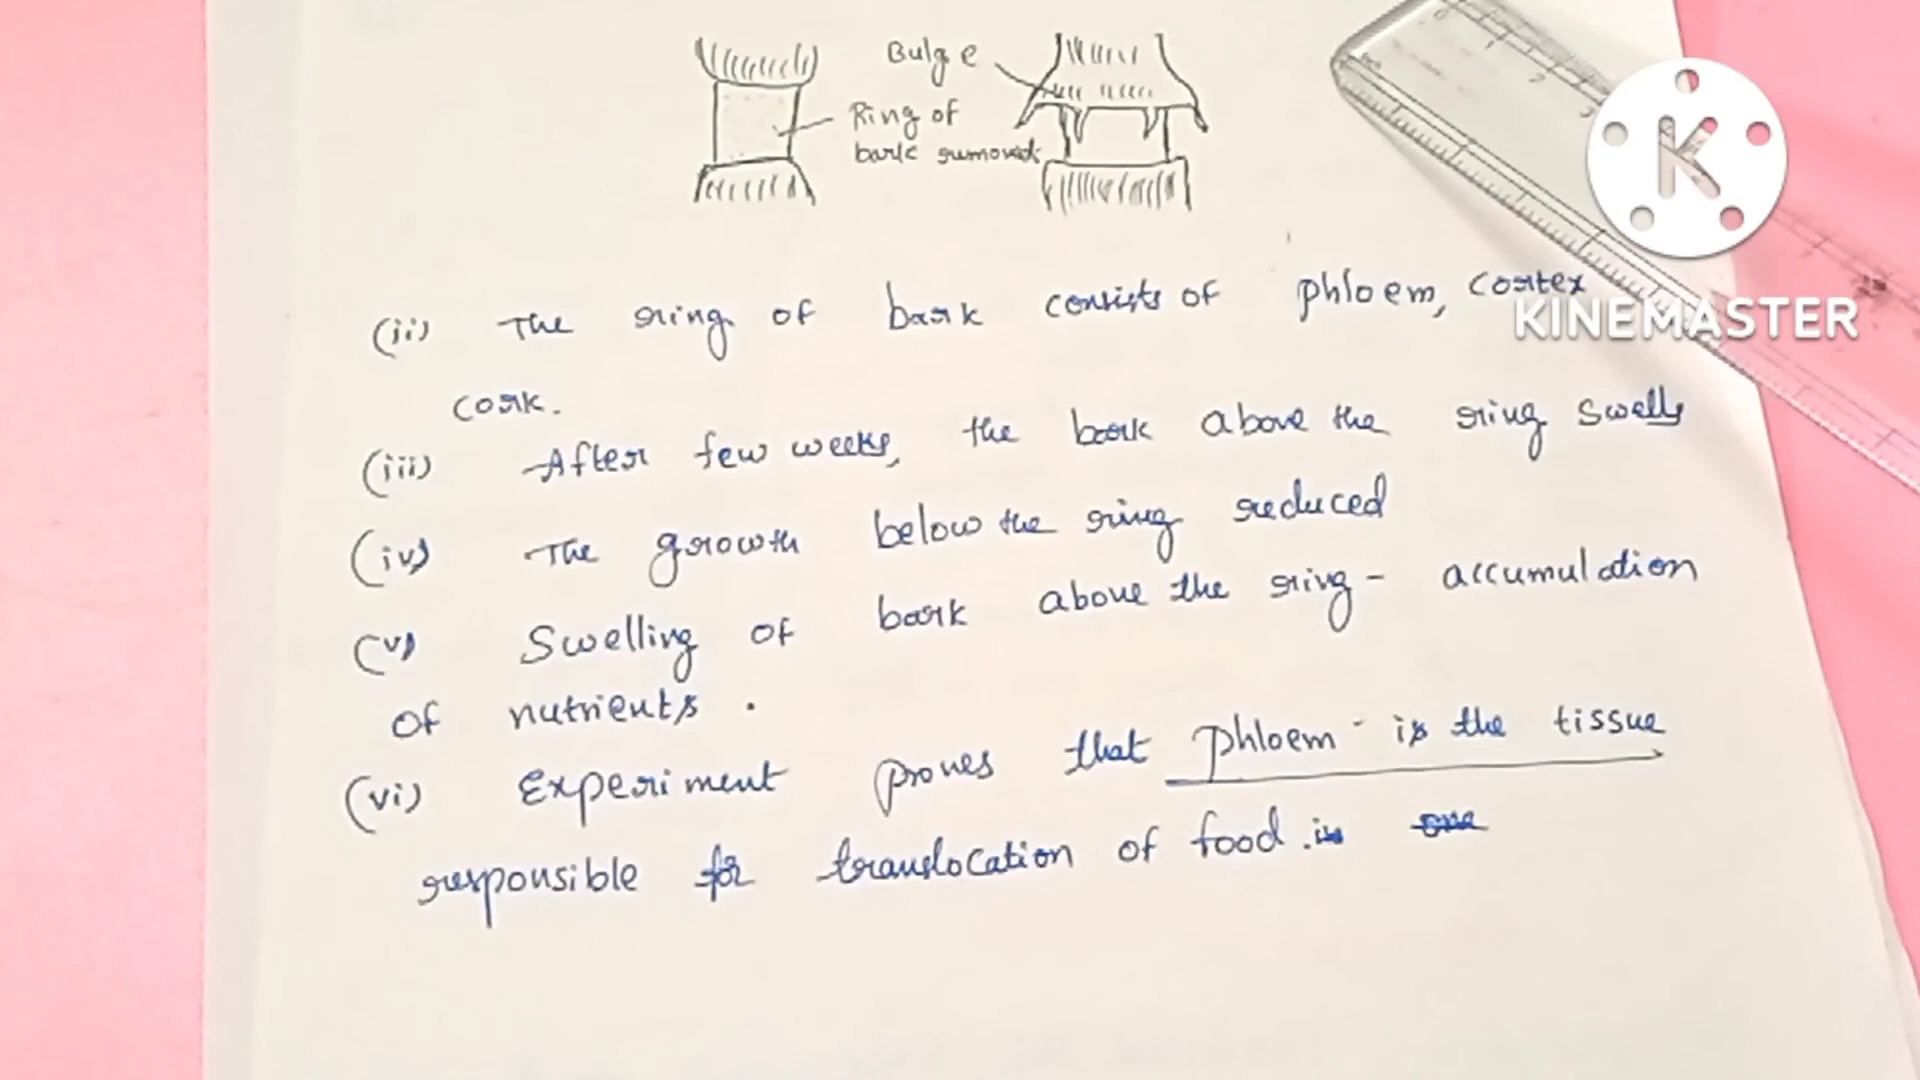 Bulge
Ring of
bark removed
(ii) The ring of bark consists of phloem, cortex
cork.
(iii) After few weeks, the bark above the ring swells
(iv) The growth below the ring reduced
(v) Swelling of bark above the ring - accumulation
of nutrients.
(vi) Experiment proves that phloem is the tissue
responsible for translocation of food.
K
KINEMASTER